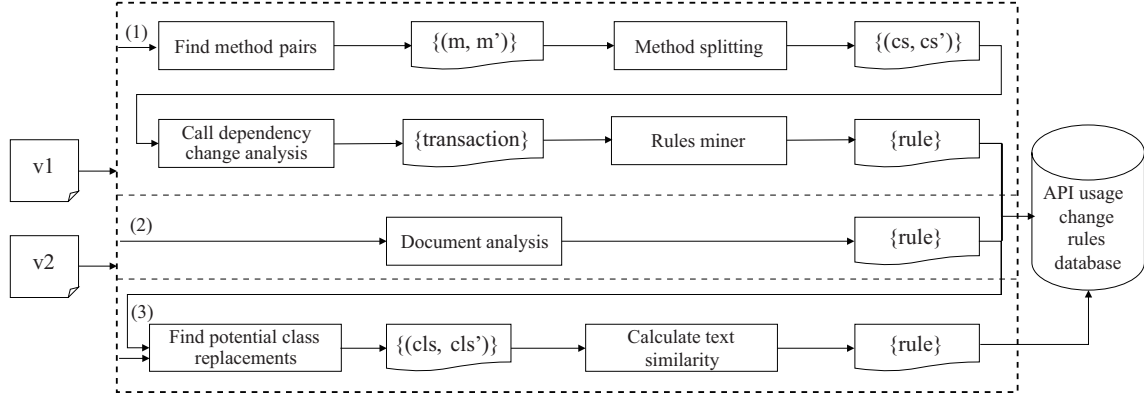 (1)
Find method pairs
{(m, m’)}
Method splitting
{(cs, cs’)}
Call dependency
change analysis
{transaction}
Rules miner
{rule}
v1
v2
(2)
Document analysis
{rule}
(3)
Find potential class
replacements
{(cls, cls’)}
Calculate text
similarity
{rule}
API usage
change
rules
database